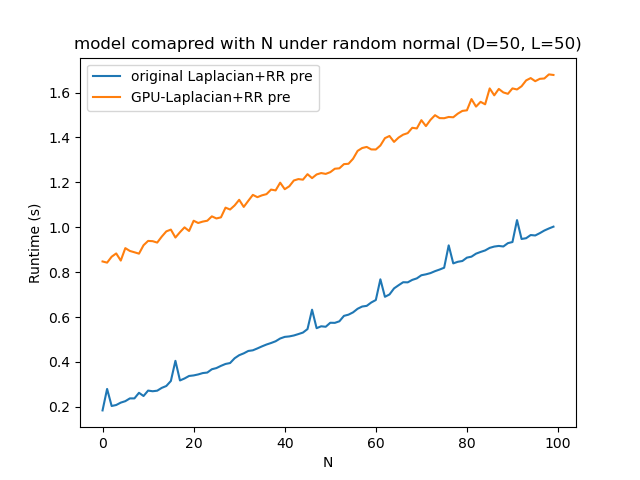 model comapred with N under random normal (D=50, L=50)
original Laplacian+RR pre
GPU-Laplacian+RR pre
Runtime (s)
1.6
1.4
1.2
1.0
0.8
0.6
0.4
0.2
0 20 40 60 80 100
N